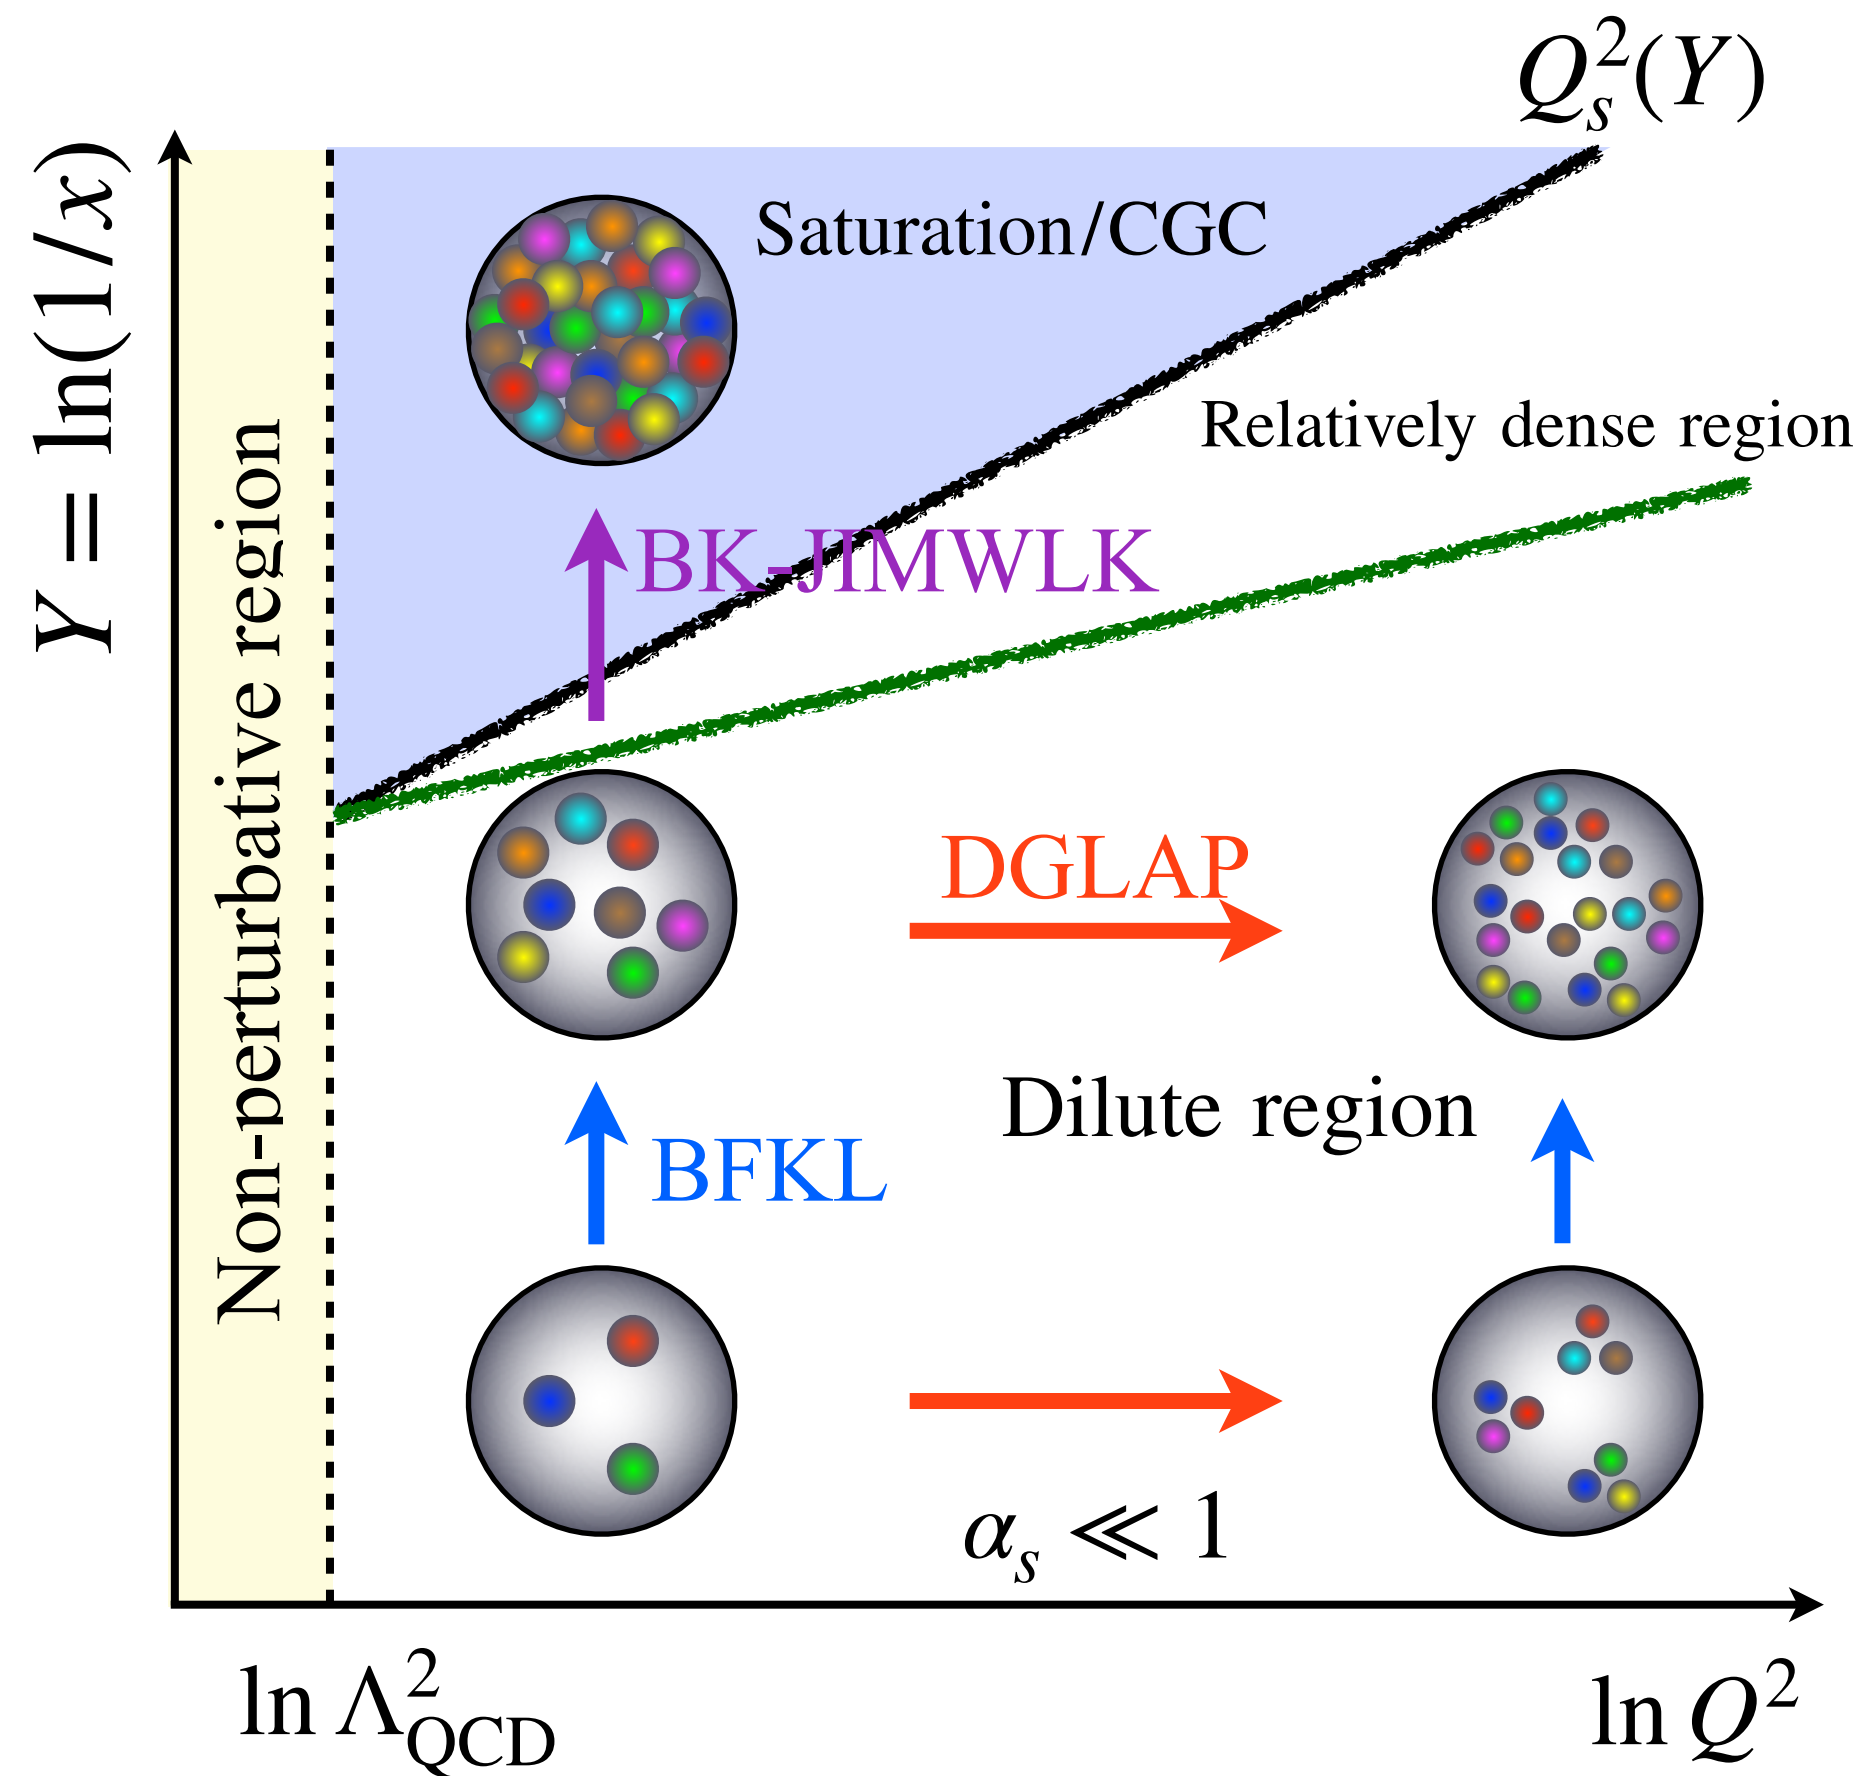 Q_s^2(Y)
Y = ln(1/x)
Saturation/CGC
Relatively dense region
BK-JIMWLK
Non-perturbative region
DGLAP
Dilute region
BFKL
α_s ≪ 1
ln Λ_QCD^2
ln Q^2